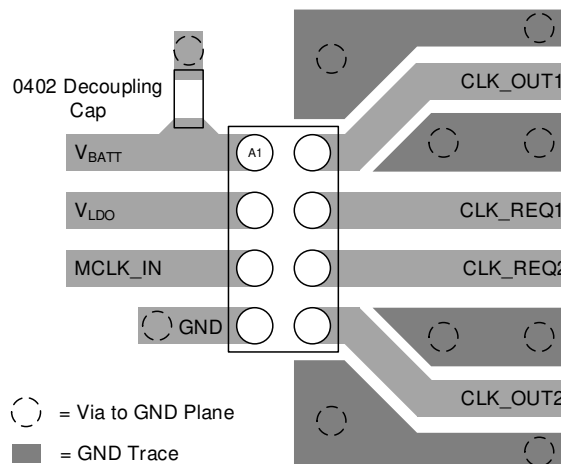 0402 Decoupling
Cap
CLK_OUT1
VBATT
A1
VLDO
CLK_REQ1
MCLK_IN
CLK_REQ2
GND
CLK_OUT2
= Via to GND Plane
= GND Trace